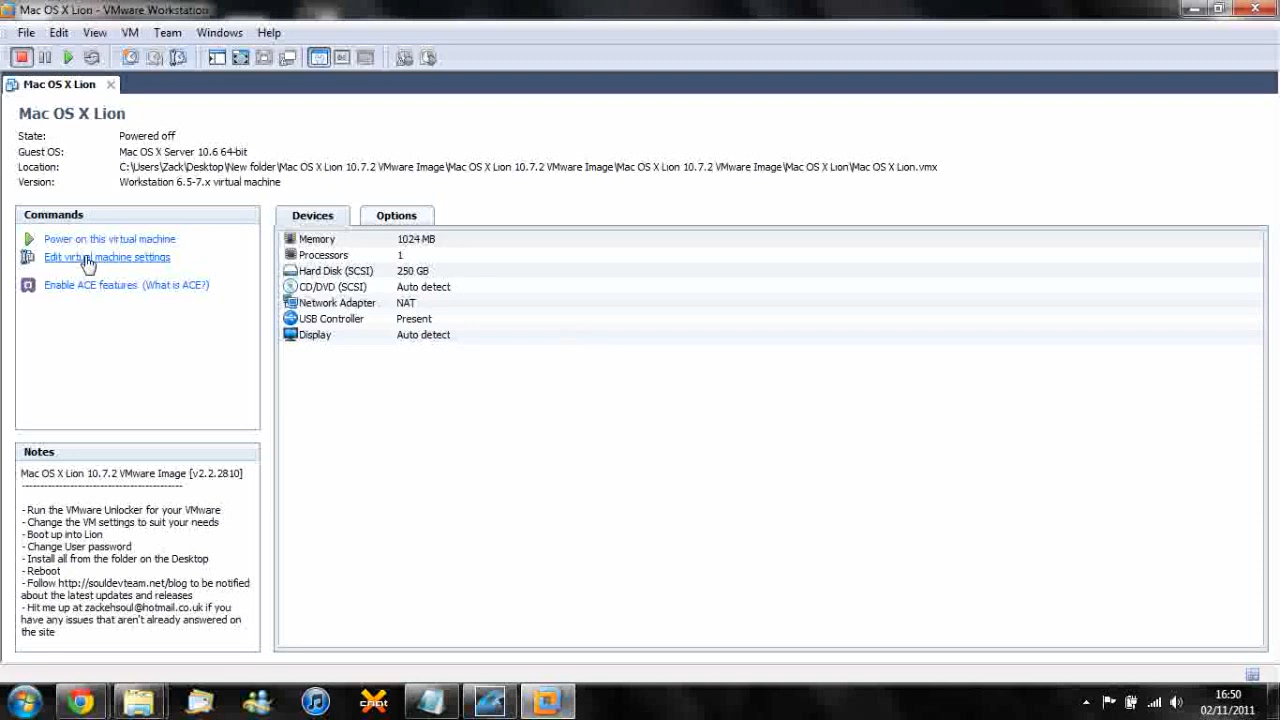 Mac OS X Lion - VMware Workstation
File Edit View VM Team Windows Help
Mac OS X Lion
Mac OS X Lion
State: Powered off
Guest OS: Mac OS X Server 10.6 64-bit
Location: C:\Users\Zack\Desktop\New folder\Mac OS X Lion 10.7.2 VMware Image\Mac OS X Lion 10.7.2 VMware Image\Mac OS X Lion 10.7.2 VMware Image\Mac OS X Lion\Mac OS X Lion.vmx
Version: Workstation 6.5-7.x virtual machine
Commands
Power on this virtual machine
Edit virtual machine settings
Enable ACE features (What is ACE?)
Devices Options
Memory 1024 MB
Processors 1
Hard Disk (SCSI) 250 GB
CD/DVD (SCSI) Auto detect
Network Adapter NAT
USB Controller Present
Display Auto detect
Notes
Mac OS X Lion 10.7.2 VMware Image [v2.2.2810]
----------------------------------------
- Run the VMware Unlocker for your VMware
- Change the VM settings to suit your needs
- Boot up into Lion
- Change User password
- Install all from the folder on the Desktop
- Reboot
- Follow http://souldevteam.net/blog to be notified
about the latest updates and releases
- Hit me up at zackehsoul@hotmail.co.uk if you
have any issues that aren't already answered on
the site
16:50
02/11/2011